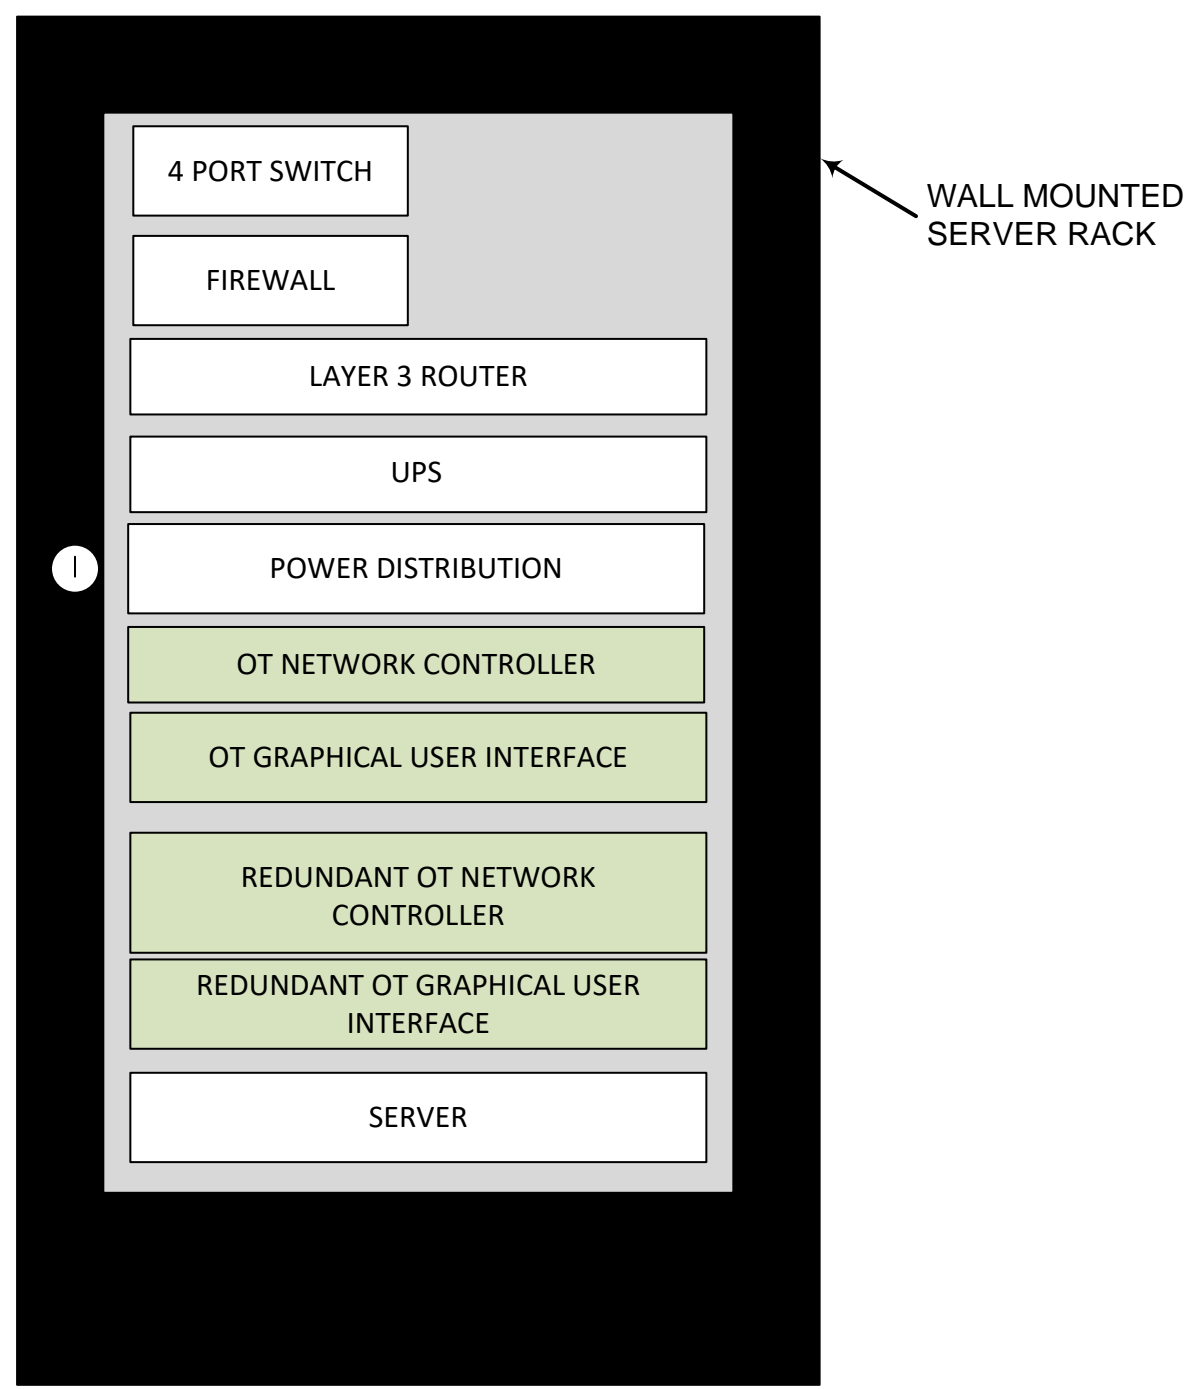 4 PORT SWITCH
WALL MOUNTED
SERVER RACK
FIREWALL
LAYER 3 ROUTER
UPS
POWER DISTRIBUTION
OT NETWORK CONTROLLER
OT GRAPHICAL USER INTERFACE
REDUNDANT OT NETWORK
CONTROLLER
REDUNDANT OT GRAPHICAL USER
INTERFACE
SERVER